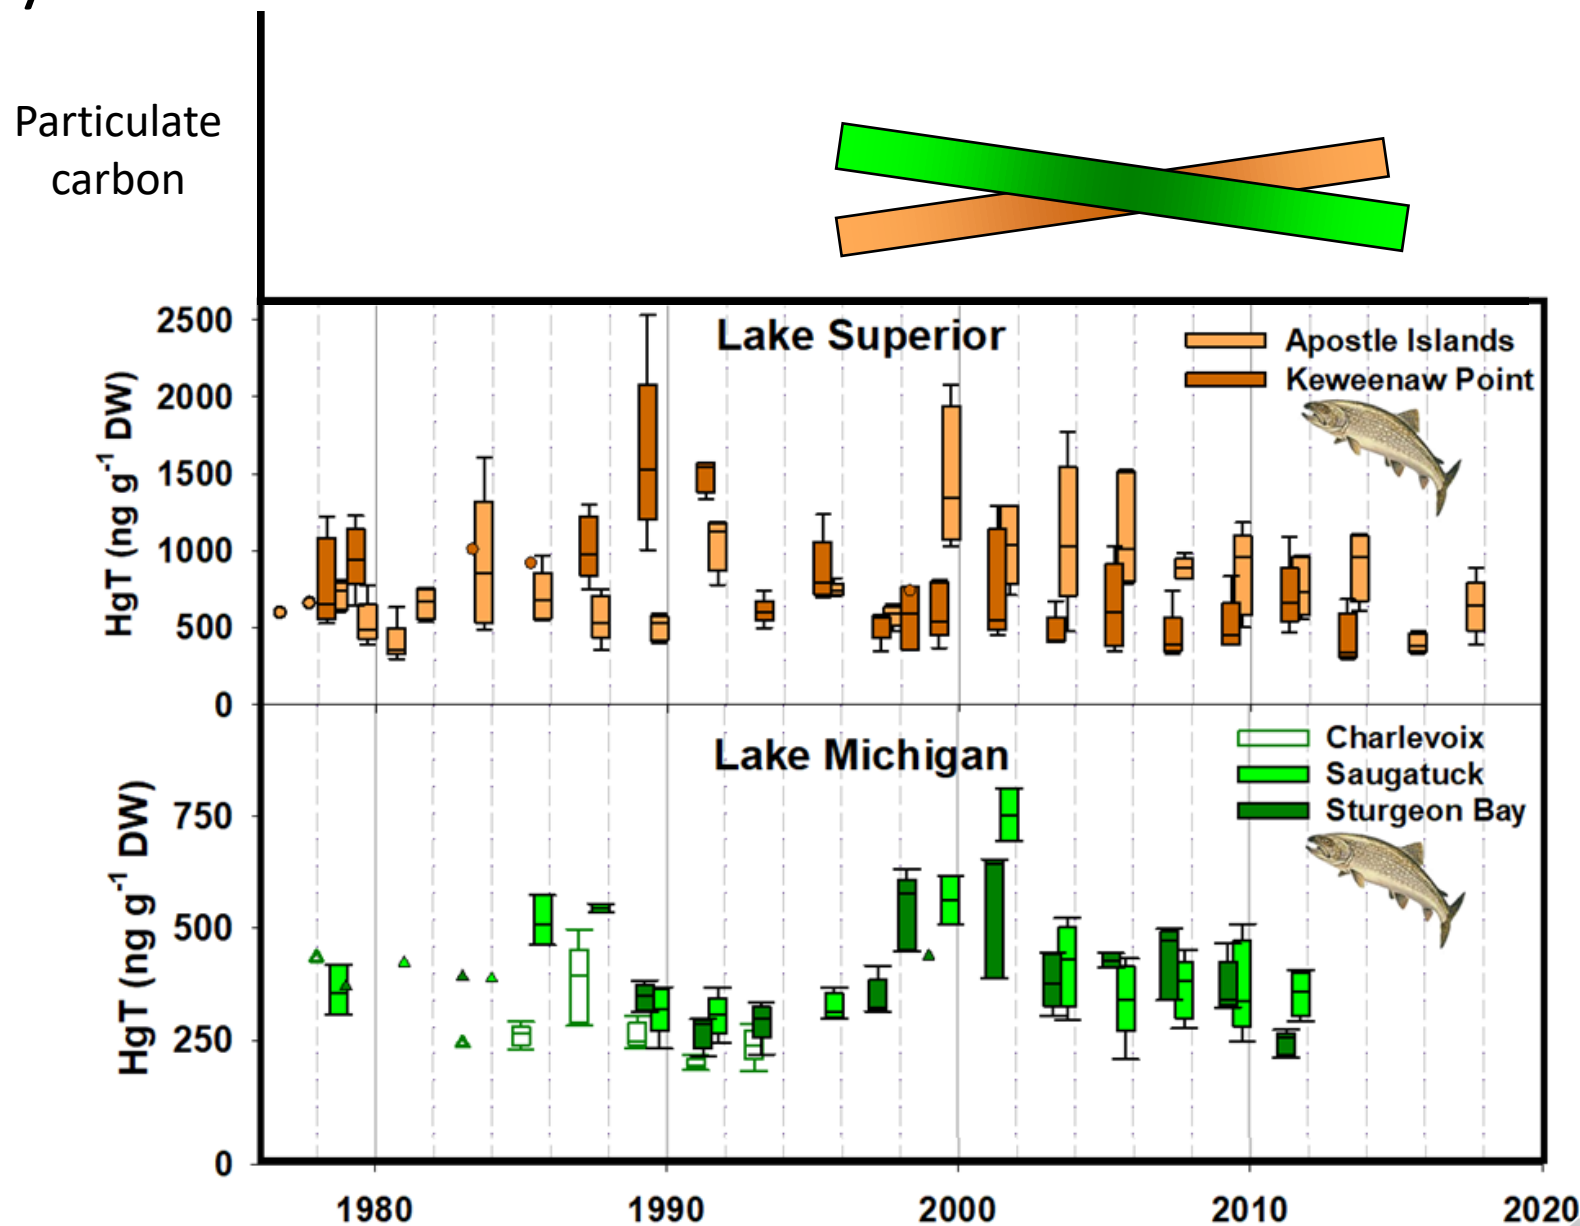 Particulate
carbon
2500
2000
1500
1000
500
0
HgT (ng g⁻¹ DW)
Lake Superior
Apostle Islands
Keweenaw Point
750
500
250
0
HgT (ng g⁻¹ DW)
Lake Michigan
Charlevoix
Saugatuck
Sturgeon Bay
1980 1990 2000 2010 2020